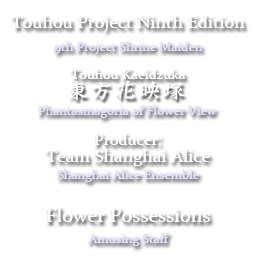 Touhou Project Ninth Edition
9th Project Shrine Maiden
Touhou Kaeidzuka
東方花映塚
Phantasmagoria of Flower View
Producer:
Team Shanghai Alice
Shanghai Alice Ensemble
Flower Possessions
Amusing Staff